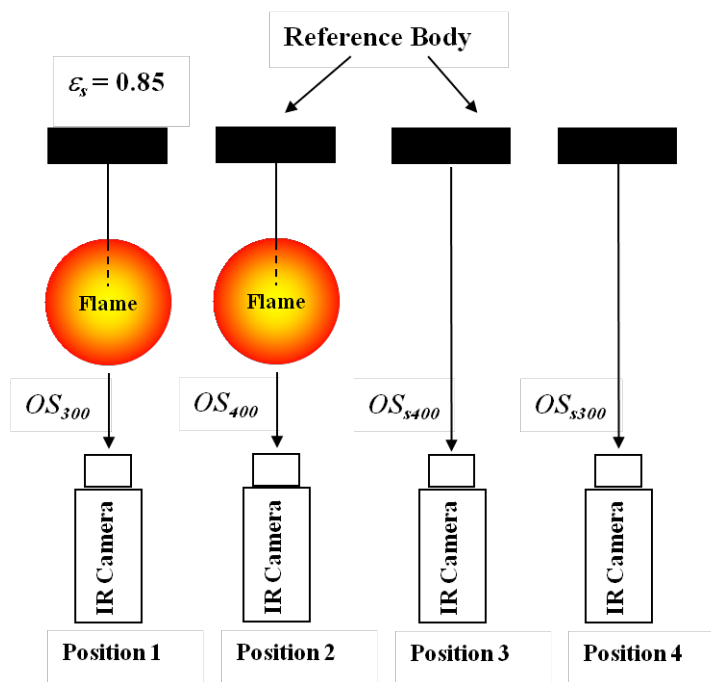 Reference Body
εs = 0.85
Flame
Flame
OS300
OS400
OSs400
OSs300
IR Camera
IR Camera
IR Camera
IR Camera
Position 1
Position 2
Position 3
Position 4